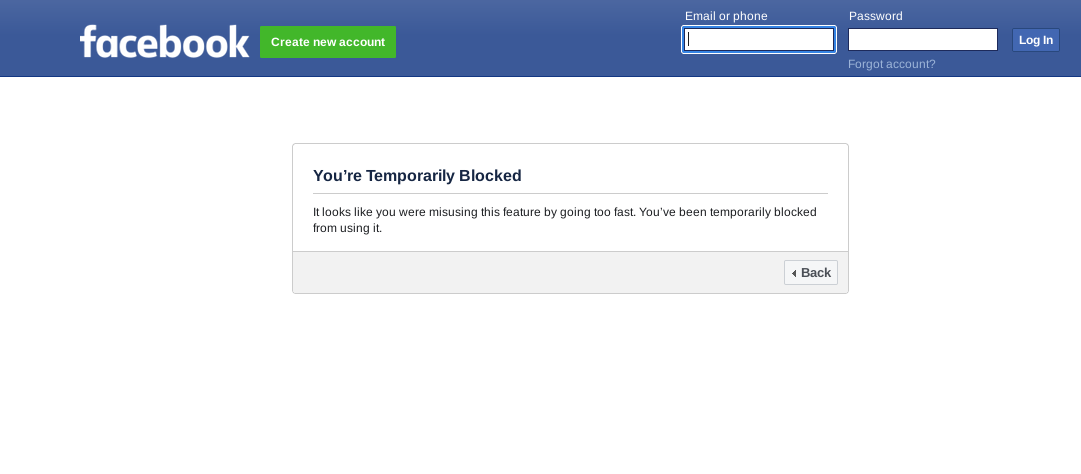 Email or phone
Password
facebook
Create new account
Log In
Forgot account?
You’re Temporarily Blocked
It looks like you were misusing this feature by going too fast. You’ve been temporarily blocked
from using it.
Back